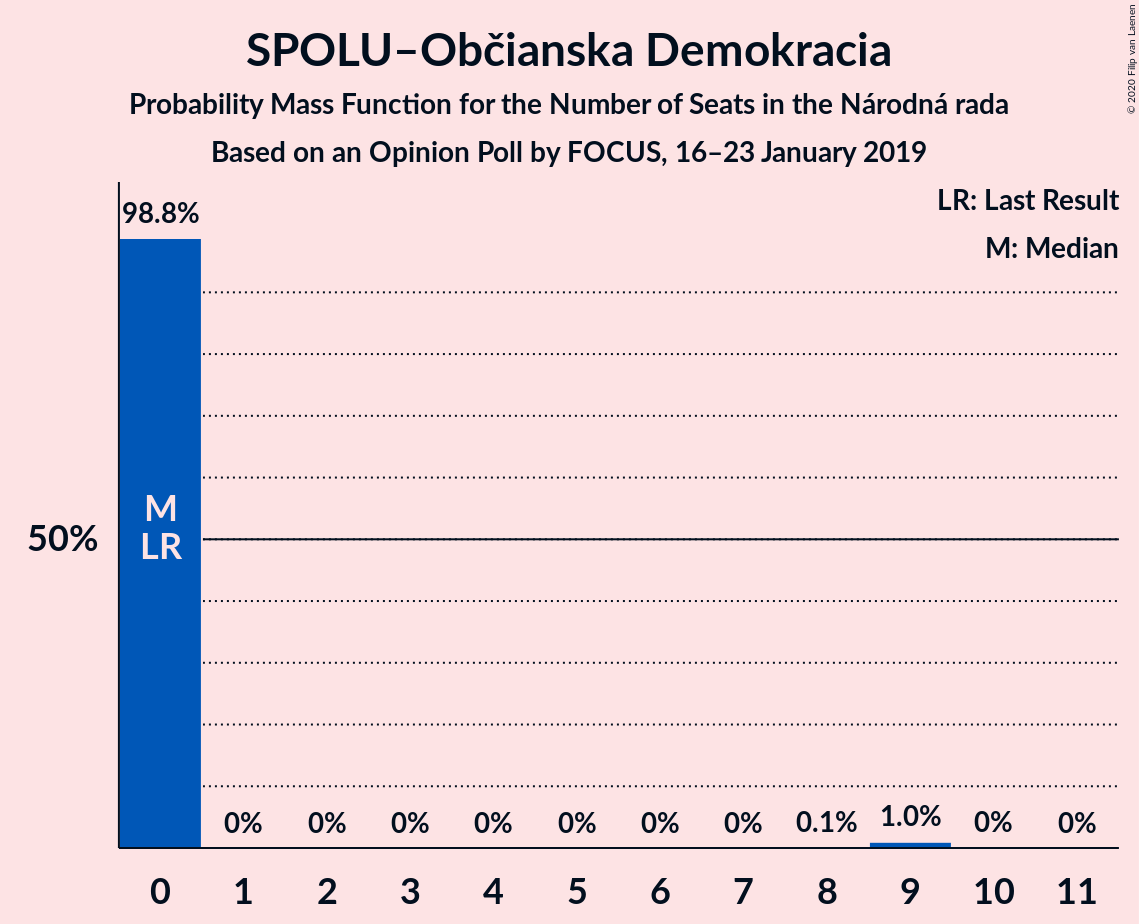 SPOLU–Občianska Demokracia
Probability Mass Function for the Number of Seats in the Národná rada
Based on an Opinion Poll by FOCUS, 16–23 January 2019
© 2020 Filip van Laenen
LR: Last Result
M: Median
98.8%
M
LR
50%
0% 0% 0% 0% 0% 0% 0% 0.1% 1.0% 0% 0%
0 1 2 3 4 5 6 7 8 9 10 11